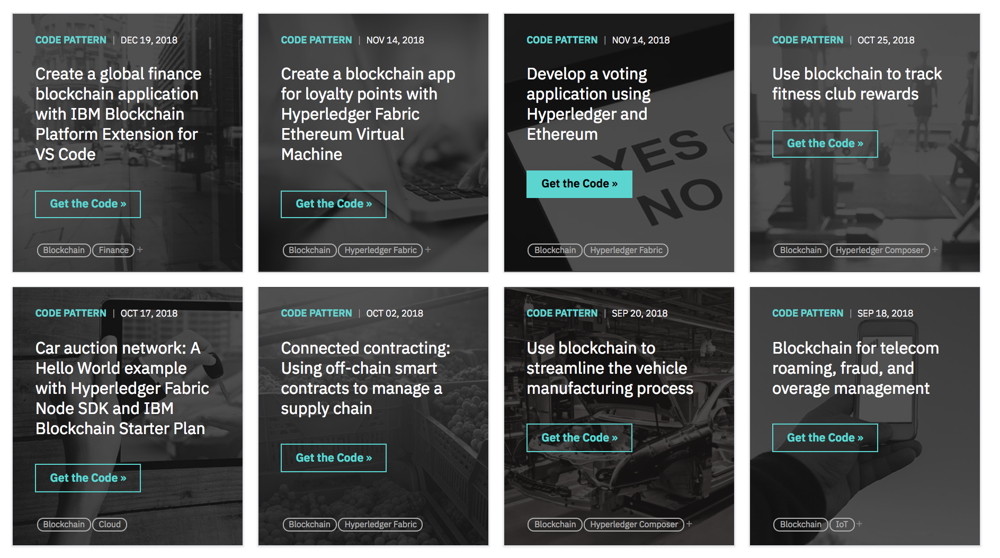 CODE PATTERN | DEC 19, 2018
Create a global finance
blockchain application
with IBM Blockchain
Platform Extension for
VS Code
Get the Code »
Blockchain Finance +
CODE PATTERN | NOV 14, 2018
Create a blockchain app
for loyalty points with
Hyperledger Fabric
Ethereum Virtual
Machine
Get the Code »
Blockchain Hyperledger Fabric +
CODE PATTERN | NOV 14, 2018
Develop a voting
application using
Hyperledger and
Ethereum
YES
Get the Code »
NO
Blockchain Hyperledger Fabric
CODE PATTERN | OCT 25, 2018
Use blockchain to track
fitness club rewards
Get the Code »
Blockchain Hyperledger Composer +
CODE PATTERN | OCT 17, 2018
Car auction network: A
Hello World example
with Hyperledger Fabric
Node SDK and IBM
Blockchain Starter Plan
Get the Code »
Blockchain Cloud
CODE PATTERN | OCT 02, 2018
Connected contracting:
Using off-chain smart
contracts to manage a
supply chain
Get the Code »
Blockchain Hyperledger Fabric
CODE PATTERN | SEP 20, 2018
Use blockchain to
streamline the vehicle
manufacturing process
Get the Code »
Blockchain Hyperledger Composer +
CODE PATTERN | SEP 18, 2018
Blockchain for telecom
roaming, fraud, and
overage management
Get the Code »
Blockchain IoT +